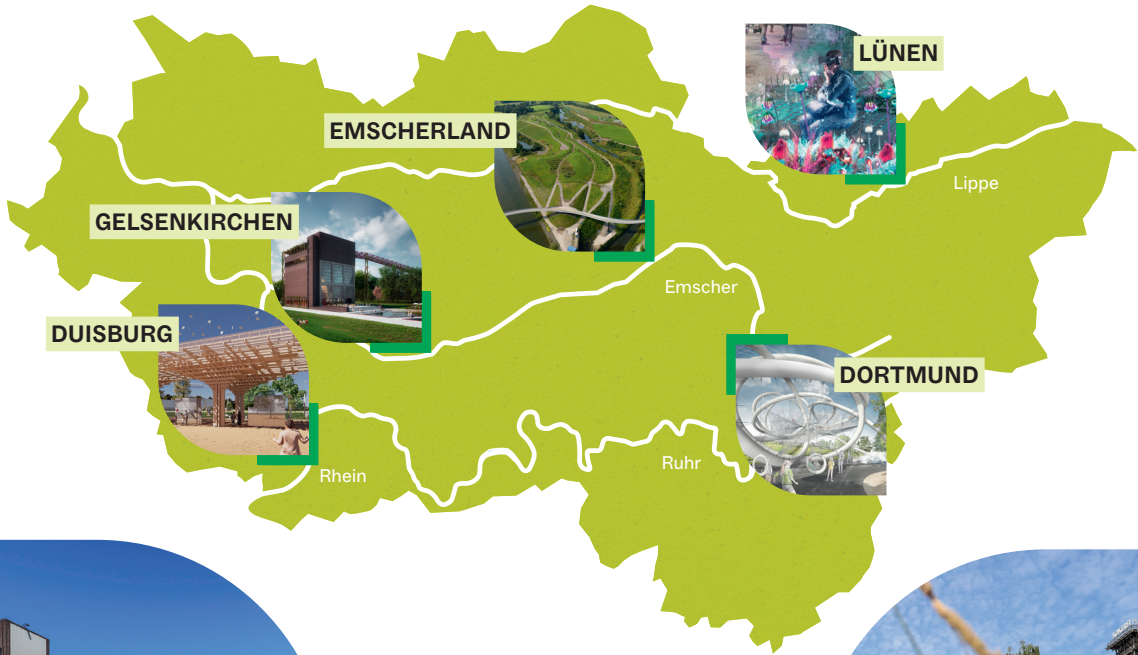 LÜNEN
EMSCHERLAND
Lippe
GELSENKIRCHEN
Emscher
DUISBURG
DORTMUND
Ruhr
Rhein